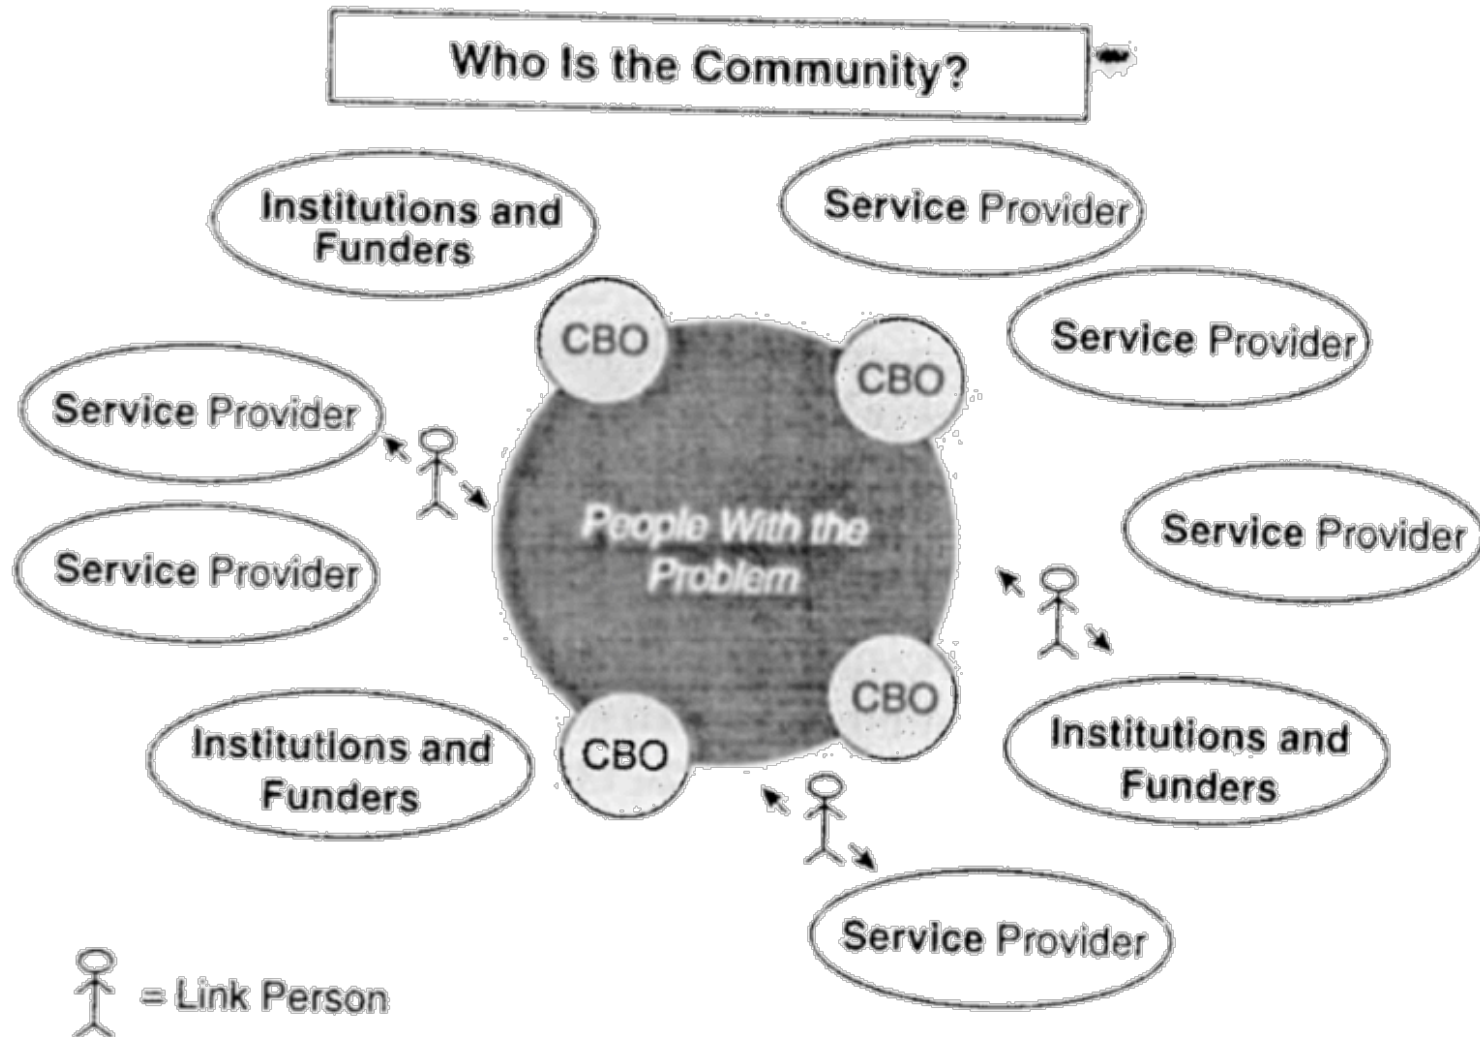 Who Is the Community?
Institutions and
Funders
Service Provider
Service Provider
CBO
CBO
Service Provider
People With the
Problem
Service Provider
Service Provider
CBO
CBO
Institutions and
Funders
Institutions and
Funders
Service Provider
= Link Person